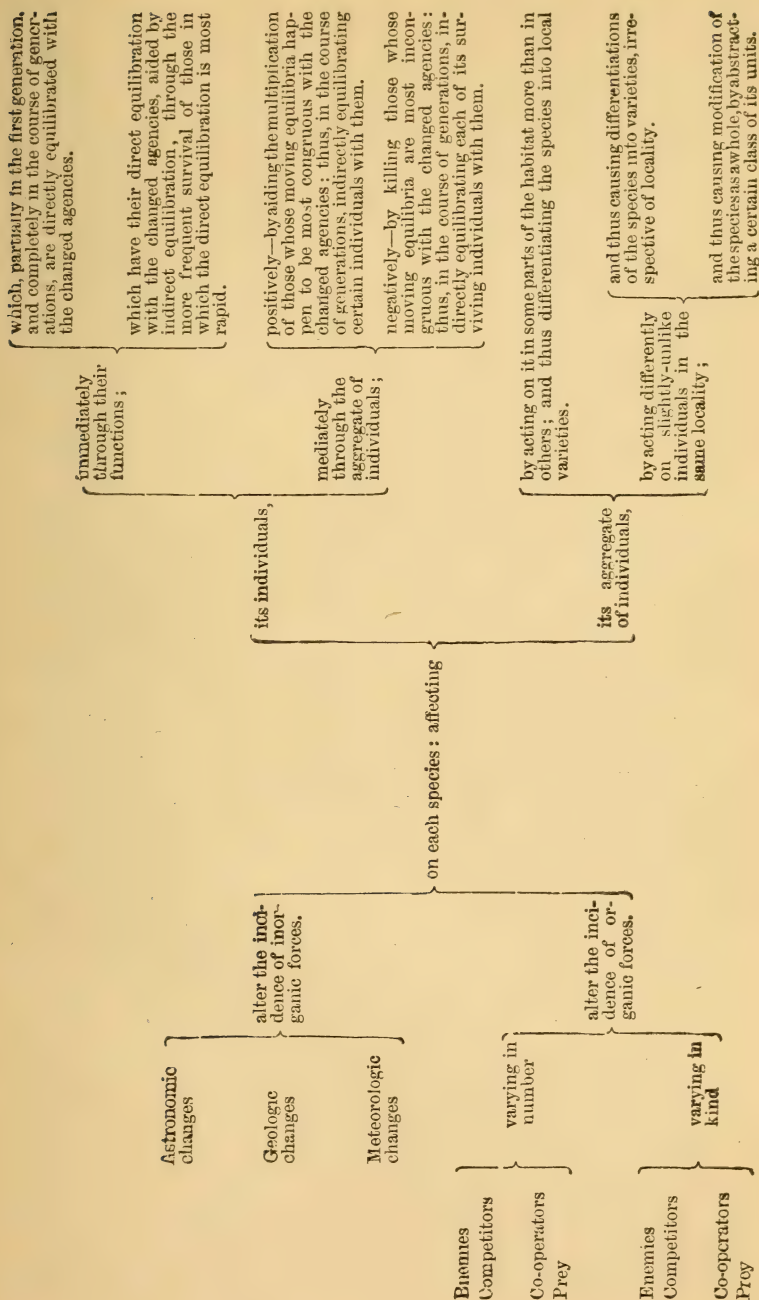 Astronomic
changes
Geologic
changes
Meteorologic
changes
Enemies
Competitors
Co-operators
Prey
varying in
number
Enemies
Competitors
Co-operators
Prey
varying in
kind
alter the inci-
dence of inor-
ganic forces.
alter the inci-
dence of or-
ganic forces.
on each species: affecting
its individuals,
immediately
through their
functions;
which, partially in the first generation,
and completely in the course of gener-
ations, are directly equilibrated with
the changed agencies.
which have their direct equilibration
with the changed agencies, aided by
indirect equilibration, through the
more frequent survival of those in
which the direct equilibration is most
rapid.
mediately
through the
aggregate of
individuals;
positively—by aiding the multiplication
of those whose moving equilibria hap-
pen to be most congruous with the
changed agencies; thus, in the course
of generations, indirectly equilibrating
certain individuals with them.
negatively—by killing those whose
moving equilibria are most incon-
gruous with the changed agencies;
thus, in the course of generations, in-
directly equilibrating each of its sur-
viving individuals with them.
its aggregate
of individuals,
by acting on it in some parts of the habitat more than in
others; and thus differentiating the species into local
varieties.
by acting differently
on slightly-unlike
individuals in the
same locality;
and thus causing differentiations
of the species into varieties, irre-
spective of locality.
and thus causing modification of
the species as a whole, by abstract-
ing a certain class of its units.